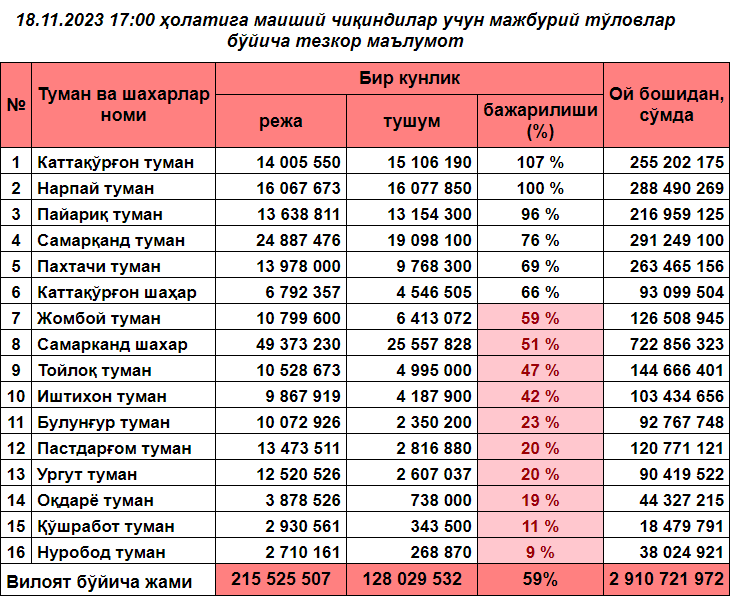 18.11.2023 17:00 ҳолатига маиший чиқиндилар учун мажбурий тўловлар
бўйича тезкор маълумот
№ Туман ва шахарлар номи Бир кунлик Ой бошидан, сўмда
режа тушум бажарилиши (%)
1 Каттақўрғон туман 14 005 550 15 106 190 107 % 255 202 175
2 Нарпай туман 16 067 673 16 077 850 100 % 288 490 269
3 Пайариқ туман 13 638 811 13 154 300 96 % 216 959 125
4 Самарқанд туман 24 887 476 19 098 100 76 % 291 249 100
5 Пахтачи туман 13 978 000 9 768 300 69 % 263 465 156
6 Каттақўрғон шаҳар 6 792 357 4 546 505 66 % 93 099 504
7 Жомбой туман 10 799 600 6 413 072 59 % 126 508 945
8 Самарканд шахар 49 373 230 25 557 828 51 % 722 856 323
9 Тойлоқ туман 10 528 673 4 995 000 47 % 144 666 401
10 Иштихон туман 9 867 919 4 187 900 42 % 103 434 656
11 Булунғур туман 10 072 926 2 350 200 23 % 92 767 748
12 Пастдарғом туман 13 473 511 2 816 880 20 % 120 771 121
13 Ургут туман 12 520 526 2 607 037 20 % 90 419 522
14 Оқдарё туман 3 878 526 738 000 19 % 44 327 215
15 Қўшработ туман 2 930 561 343 500 11 % 18 479 791
16 Нуробод туман 2 710 161 268 870 9 % 38 024 921
Вилоят бўйича жами 215 525 507 128 029 532 59% 2 910 721 972